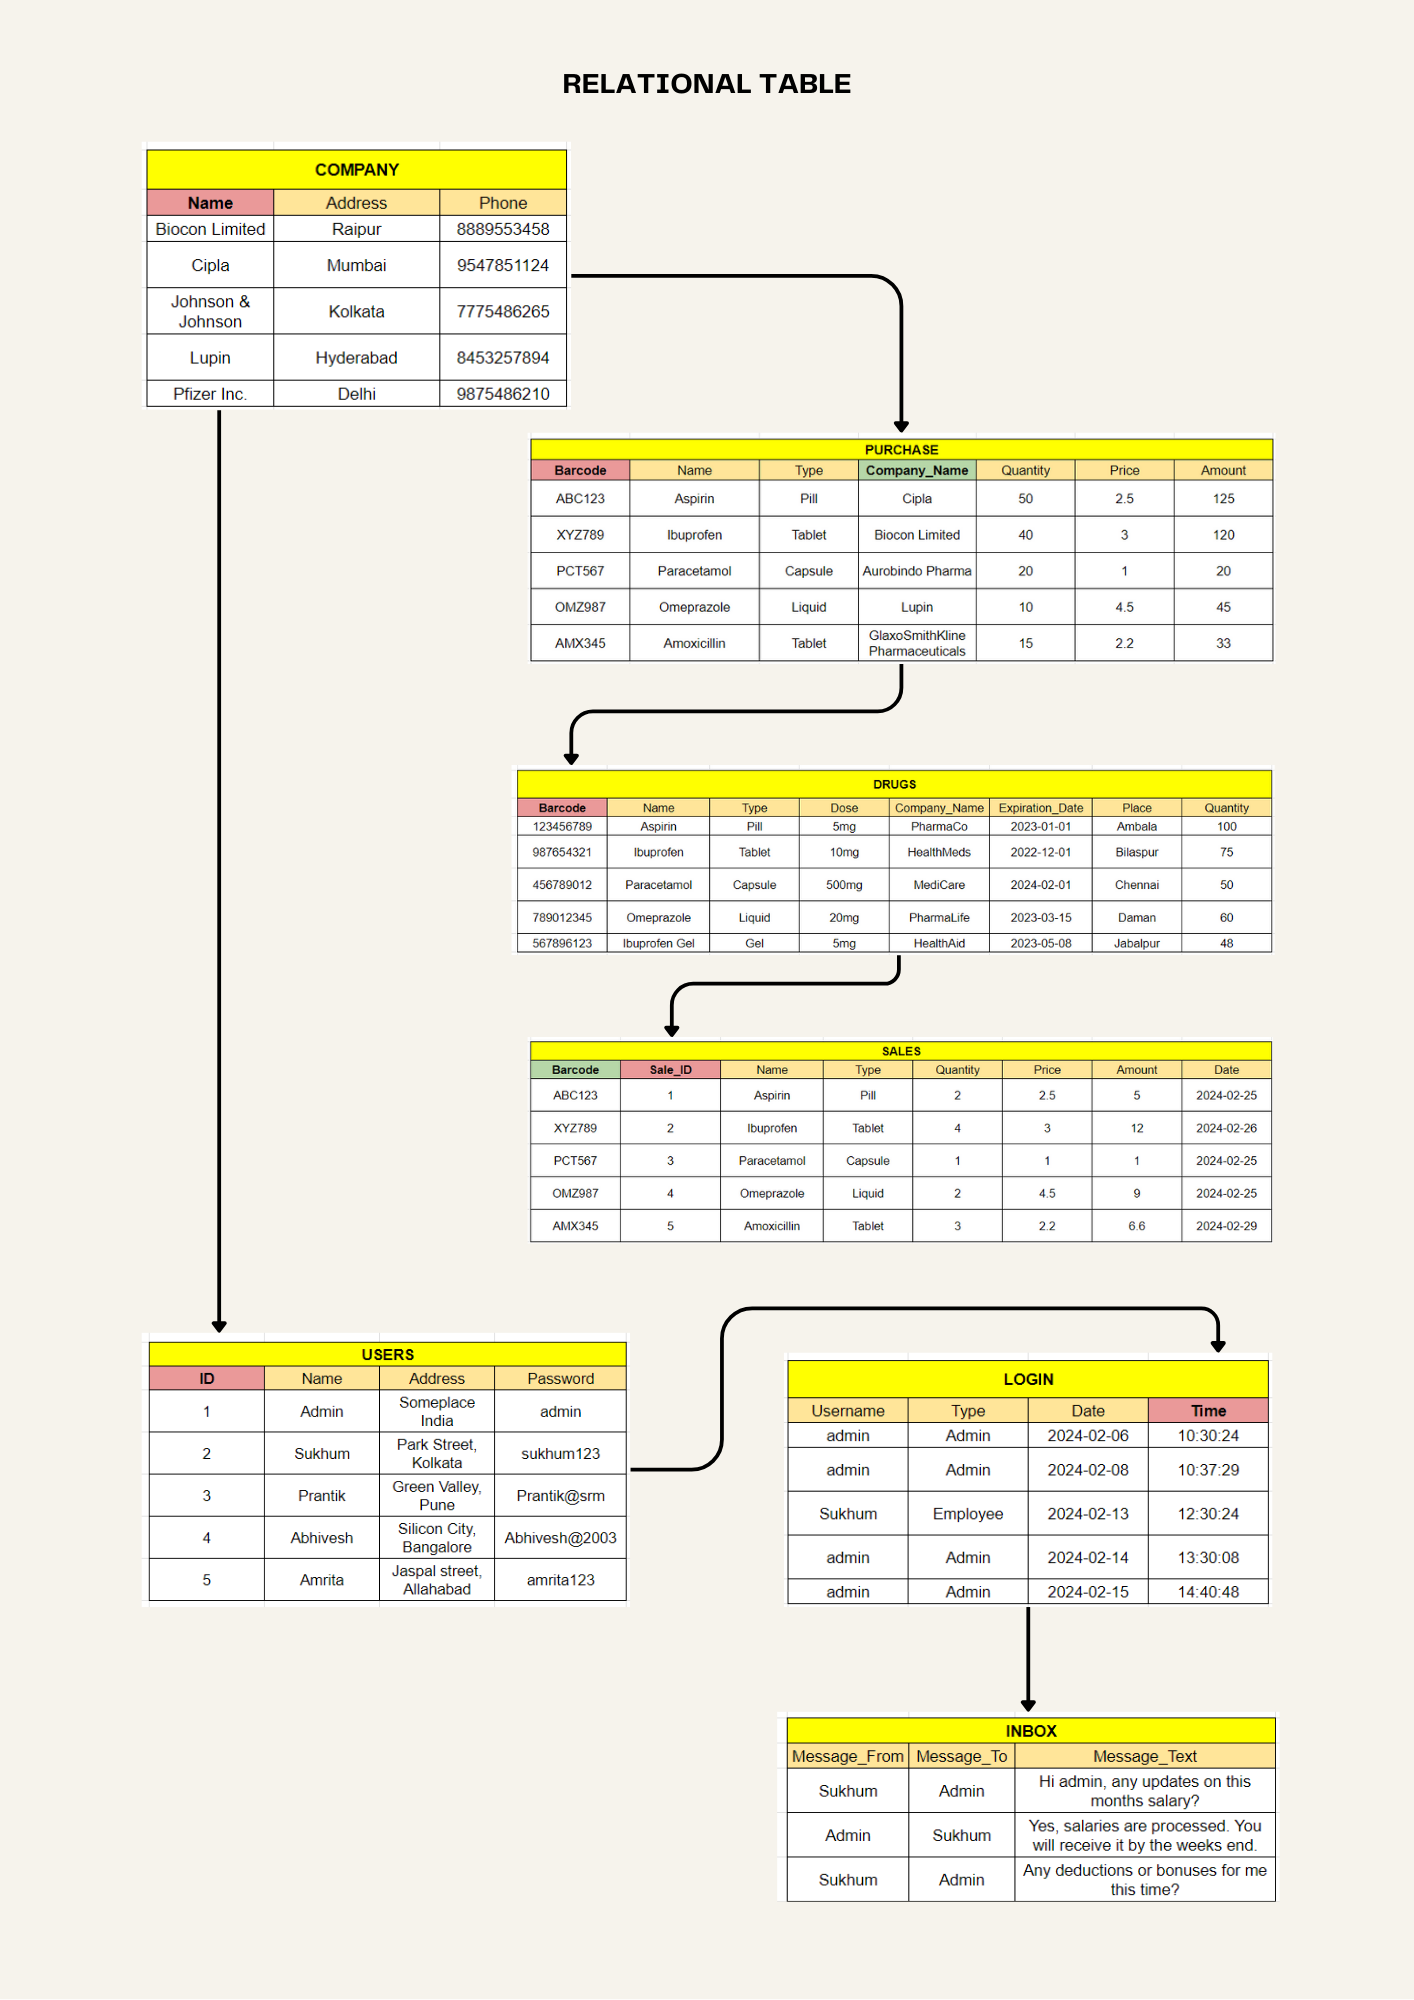 RELATIONAL TABLE
COMPANY
Name Address Phone
Biocon Limited Raipur 8889553458
Cipla Mumbai 9547851124
Johnson &
Johnson Kolkata 7775486265
Lupin Hyderabad 8453257894
Pfizer Inc. Delhi 9875486210
PURCHASE
Barcode Name Type Company_Name Quantity Price Amount
ABC123 Aspirin Pill Cipla 50 2.5 125
XYZ789 Ibuprofen Tablet Biocon Limited 40 3 120
PCT567 Paracetamol Capsule Aurobindo Pharma 20 1 20
OMZ987 Omeprazole Liquid Lupin 10 4.5 45
AMX345 Amoxicillin Tablet GlaxoSmithKline
Pharmaceuticals 15 2.2 33
DRUGS
Barcode Name Type Dose Company_Name Expiration_Date Place Quantity
123456789 Aspirin Pill 5mg PharmaCo 2023-01-01 Ambala 100
987654321 Ibuprofen Tablet 10mg HealthMeds 2022-12-01 Bilaspur 75
456789012 Paracetamol Capsule 500mg MediCare 2024-02-01 Chennai 50
789012345 Omeprazole Liquid 20mg PharmaLife 2023-03-15 Daman 60
567896123 Ibuprofen Gel Gel 5mg HealthAid 2023-05-08 Jabalpur 48
SALES
Barcode Sale_ID Name Type Quantity Price Amount Date
ABC123 1 Aspirin Pill 2 2.5 5 2024-02-25
XYZ789 2 Ibuprofen Tablet 4 3 12 2024-02-26
PCT567 3 Paracetamol Capsule 1 1 1 2024-02-25
OMZ987 4 Omeprazole Liquid 2 4.5 9 2024-02-25
AMX345 5 Amoxicillin Tablet 3 2.2 6.6 2024-02-29
USERS
ID Name Address Password
1 Admin Someplace
India admin
2 Sukhum Park Street,
Kolkata sukhum123
3 Prantik Green Valley,
Pune Prantik@srm
4 Abhivesh Silicon City,
Bangalore Abhivesh@2003
5 Amrita Jaspal street,
Allahabad amrita123
LOGIN
Username Type Date Time
admin Admin 2024-02-06 10:30:24
admin Admin 2024-02-08 10:37:29
Sukhum Employee 2024-02-13 12:30:24
admin Admin 2024-02-14 13:30:08
admin Admin 2024-02-15 14:40:48
INBOX
Message_From Message_To Message_Text
Sukhum Admin Hi admin, any updates on this
months salary?
Admin Sukhum Yes, salaries are processed. You
will receive it by the weeks end.
Sukhum Admin Any deductions or bonuses for me
this time?